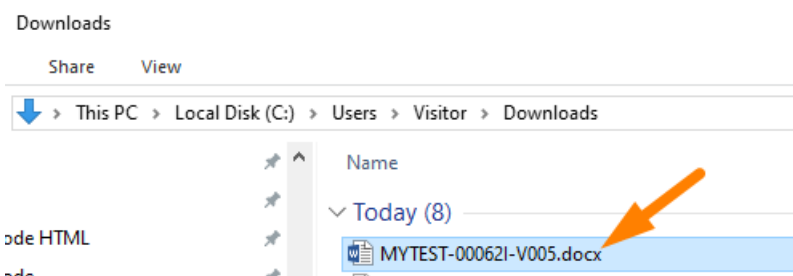 Downloads
Share View
This PC > Local Disk (C:) > Users > Visitor > Downloads
Name
Today (8)
ode HTML
MYTEST-00062I-V005.docx